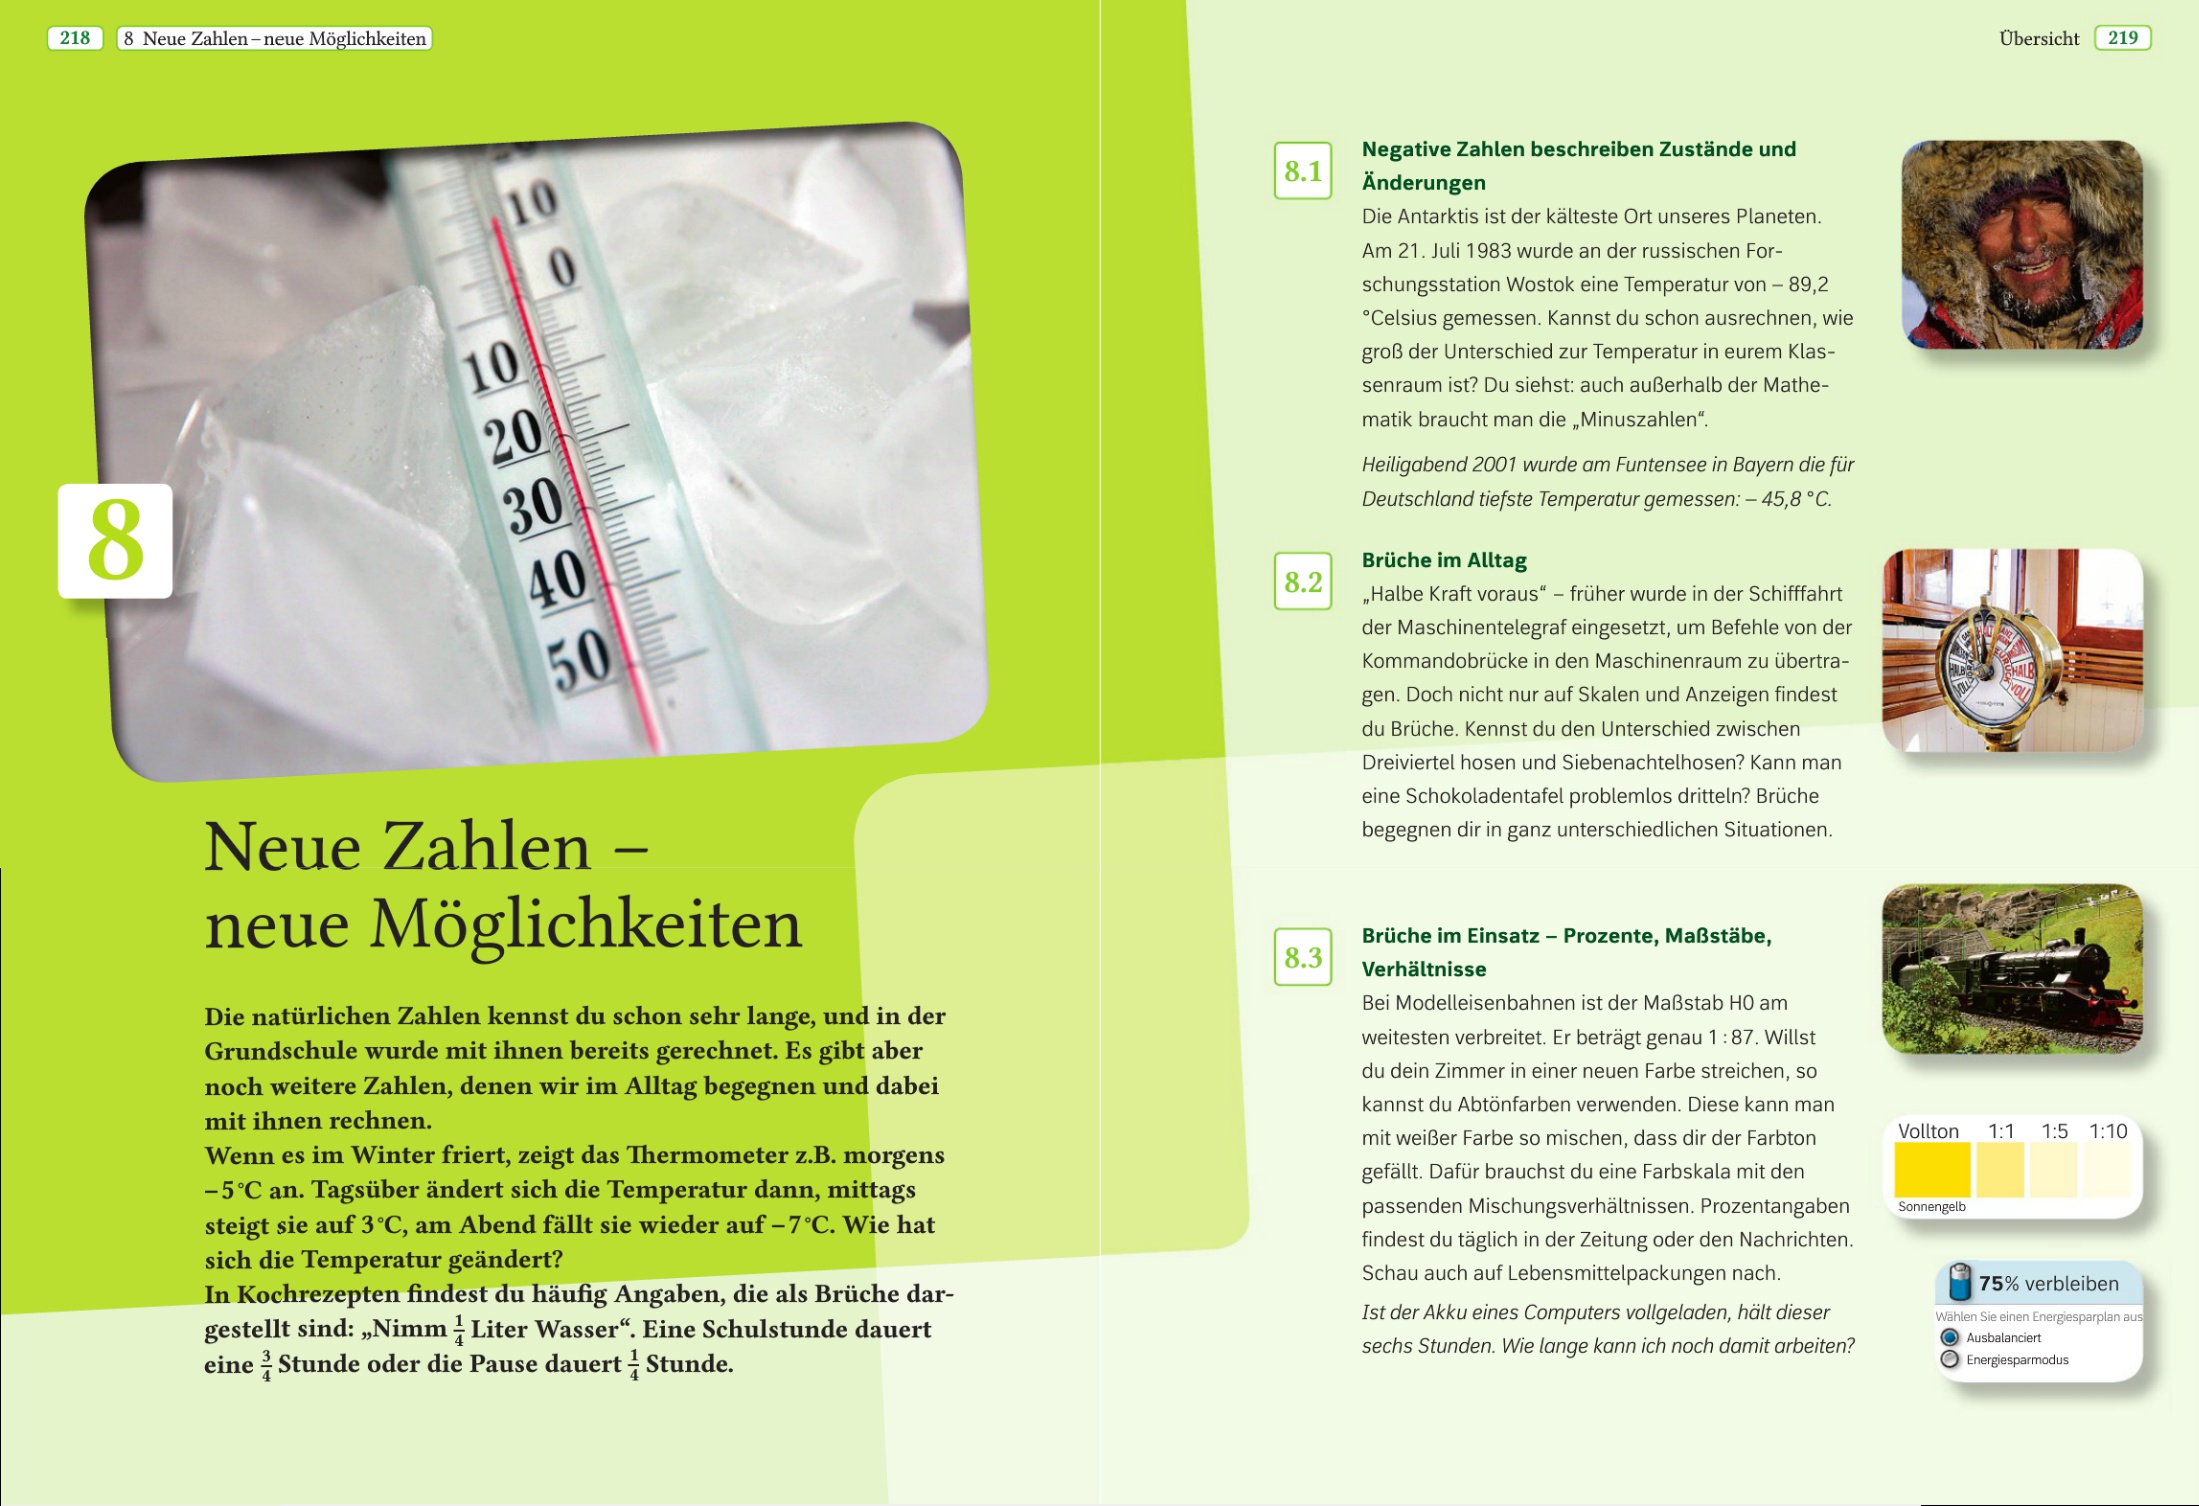 218
8 Neue Zahlen – neue Möglichkeiten
10
0
10
20
30
40
50
8
Neue Zahlen –
neue Möglichkeiten
Die natürlichen Zahlen kennst du schon sehr lange, und in der
Grundschule wurde mit ihnen bereits gerechnet. Es gibt aber
noch weitere Zahlen, denen wir im Alltag begegnen und dabei
mit ihnen rechnen.
Wenn es im Winter friert, zeigt das Thermometer z.B. morgens
– 5 °C an. Tagsüber ändert sich die Temperatur dann, mittags
steigt sie auf 3 °C, am Abend fällt sie wieder auf – 7 °C. Wie hat
sich die Temperatur geändert?
In Kochrezepten findest du häufig Angaben, die als Brüche dar-
gestellt sind: „Nimm 1/4 Liter Wasser“. Eine Schulstunde dauert
eine 3/4 Stunde oder die Pause dauert 1/4 Stunde.
Übersicht 219
8.1
Negative Zahlen beschreiben Zustände und
Änderungen
Die Antarktis ist der kälteste Ort unseres Planeten.
Am 21. Juli 1983 wurde an der russischen For-
schungsstation Wostok eine Temperatur von – 89,2
°Celsius gemessen. Kannst du schon ausrechnen, wie
groß der Unterschied zur Temperatur in eurem Klas-
senraum ist? Du siehst: auch außerhalb der Mathe-
matik braucht man die „Minuszahlen“.
Heiligabend 2001 wurde am Funtensee in Bayern die für
Deutschland tiefste Temperatur gemessen: – 45,8 °C.
8.2
Brüche im Alltag
„Halbe Kraft voraus“ – früher wurde in der Schifffahrt
der Maschinentelegraf eingesetzt, um Befehle von der
Kommandobrücke in den Maschinenraum zu übertra-
gen. Doch nicht nur auf Skalen und Anzeigen findest
du Brüche. Kennst du den Unterschied zwischen
Dreiviertel hosen und Siebenachtelhosen? Kann man
eine Schokoladentafel problemlos dritteln? Brüche
begegnen dir in ganz unterschiedlichen Situationen.
HALB
VOLL
HALB
VOLL
8.3
Brüche im Einsatz – Prozente, Maßstäbe,
Verhältnisse
Bei Modelleisenbahnen ist der Maßstab H0 am
weitesten verbreitet. Er beträgt genau 1 : 87. Willst
du dein Zimmer in einer neuen Farbe streichen, so
kannst du Abtönfarben verwenden. Diese kann man
mit weißer Farbe so mischen, dass dir der Farbton
gefällt. Dafür brauchst du eine Farbskala mit den
passenden Mischungsverhältnissen. Prozentangaben
findest du täglich in der Zeitung oder den Nachrichten.
Schau auch auf Lebensmittelpackungen nach.
Ist der Akku eines Computers vollgeladen, hält dieser
sechs Stunden. Wie lange kann ich noch damit arbeiten?
Vollton 1:1 1:5 1:10
Sonnengelb
75% verbleiben
Wählen Sie einen Energiesparplan aus
Ausbalanciert
Energiesparmodus